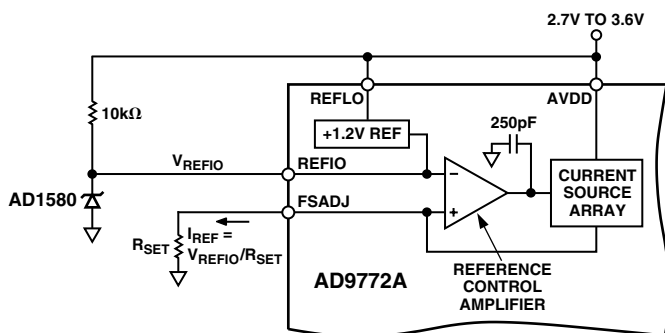 2.7V TO 3.6V
REFLO
AVDD
10kΩ
+1.2V REF
250pF
V_REFIO
REFIO
AD1580
FSADJ
CURRENT
SOURCE
ARRAY
R_SET
I_REF =
V_REFIO/R_SET
AD9772A
REFERENCE
CONTROL
AMPLIFIER